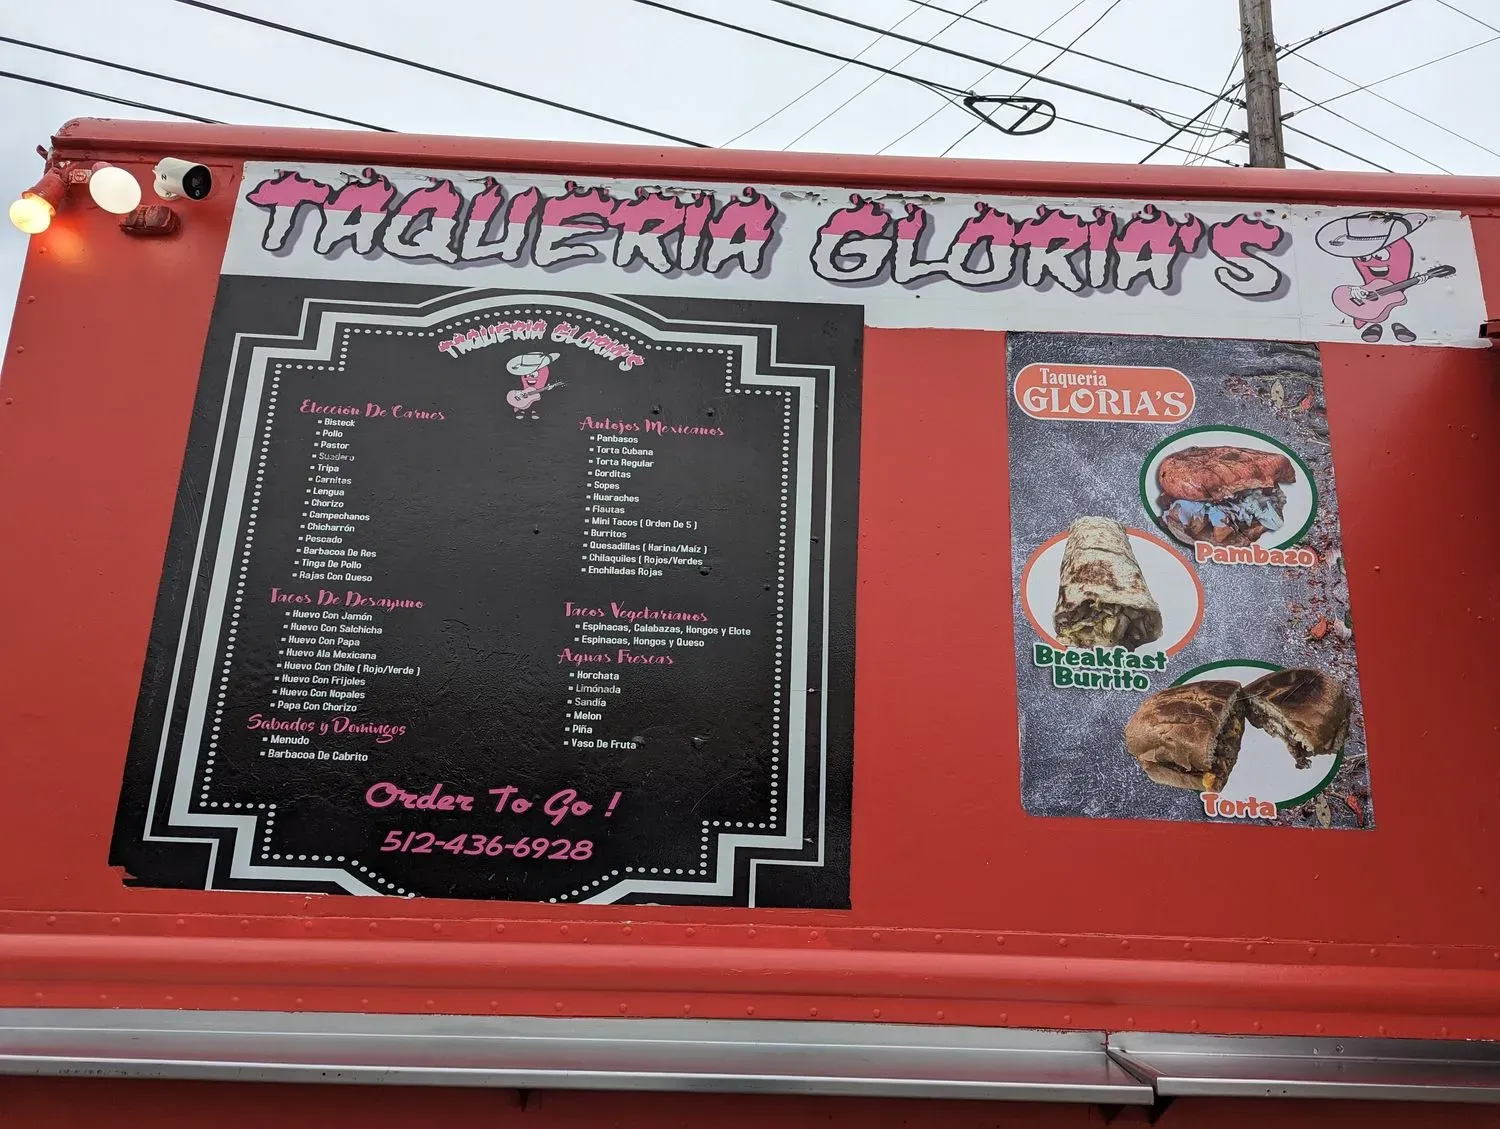 TAQUERIA GLORIA'S
TAQUERIA GLORIA'S
Elección De Carnes
Bisteck
Pollo
Pastor
Suadero
Tripa
Carnitas
Lengua
Chorizo
Campechanos
Chicharrón
Pescado
Barbacoa De Res
Tinga De Pollo
Rajas Con Queso
Tacos De Desayuno
Huevo Con Jamón
Huevo Con Salchicha
Huevo Con Papa
Huevo Ala Mexicana
Huevo Con Chile ( Rojo/Verde )
Huevo Con Frijoles
Huevo Con Nopales
Papa Con Chorizo
Sabados y Domingos
Menudo
Barbacoa De Cabrito
Antojos Mexicanos
Panbasos
Torta Cubana
Torta Regular
Gorditas
Sopes
Huaraches
Flautas
Mini Tacos ( Orden De 5 )
Burritos
Quesadillas ( Harina/Maíz )
Chilaquiles ( Rojos/Verdes
Enchiladas Rojas
Tacos Vegetarianos
Espinacas, Calabazas, Hongos y Elote
Espinacas, Hongos y Queso
Aguas Frescas
Horchata
Limónada
Sandía
Melon
Piña
Vaso De Fruta
Order To Go !
512-436-6928
Taqueria
GLORIA'S
Pambazo
Breakfast
Burrito
Torta